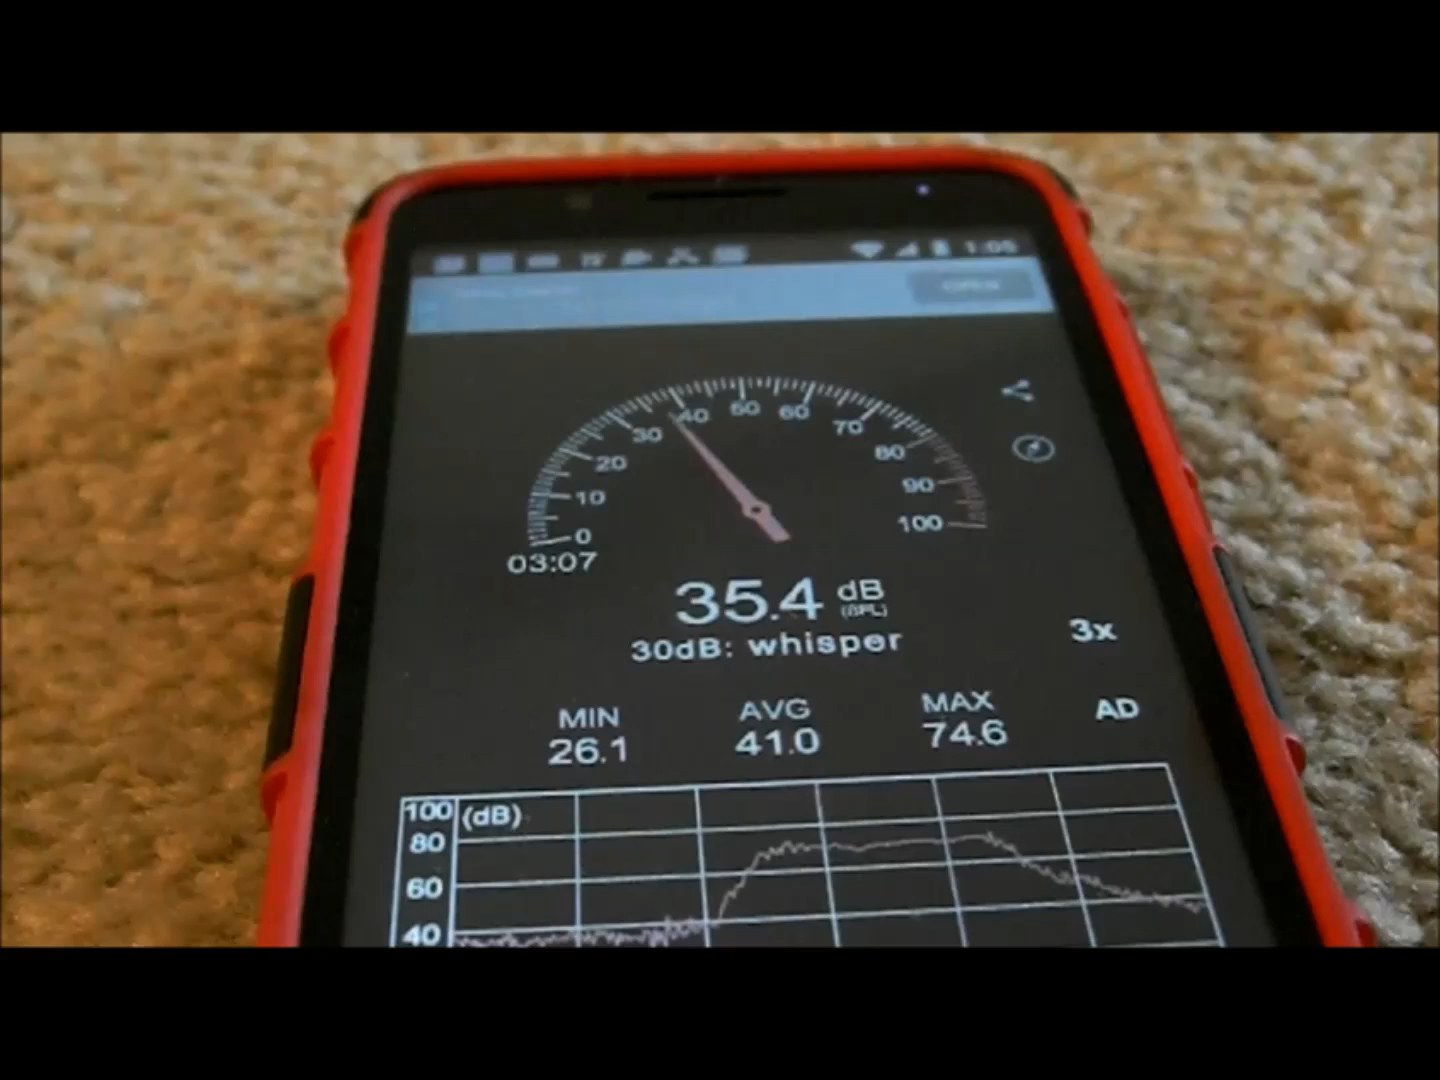 1:05
OPEN
40 50 60
30 70
20 80
10 90
0 100
03:07
35.4 dB
(SPL)
30dB: whisper
3x
MIN AVG MAX AD
26.1 41.0 74.6
100 (dB)
80
60
40